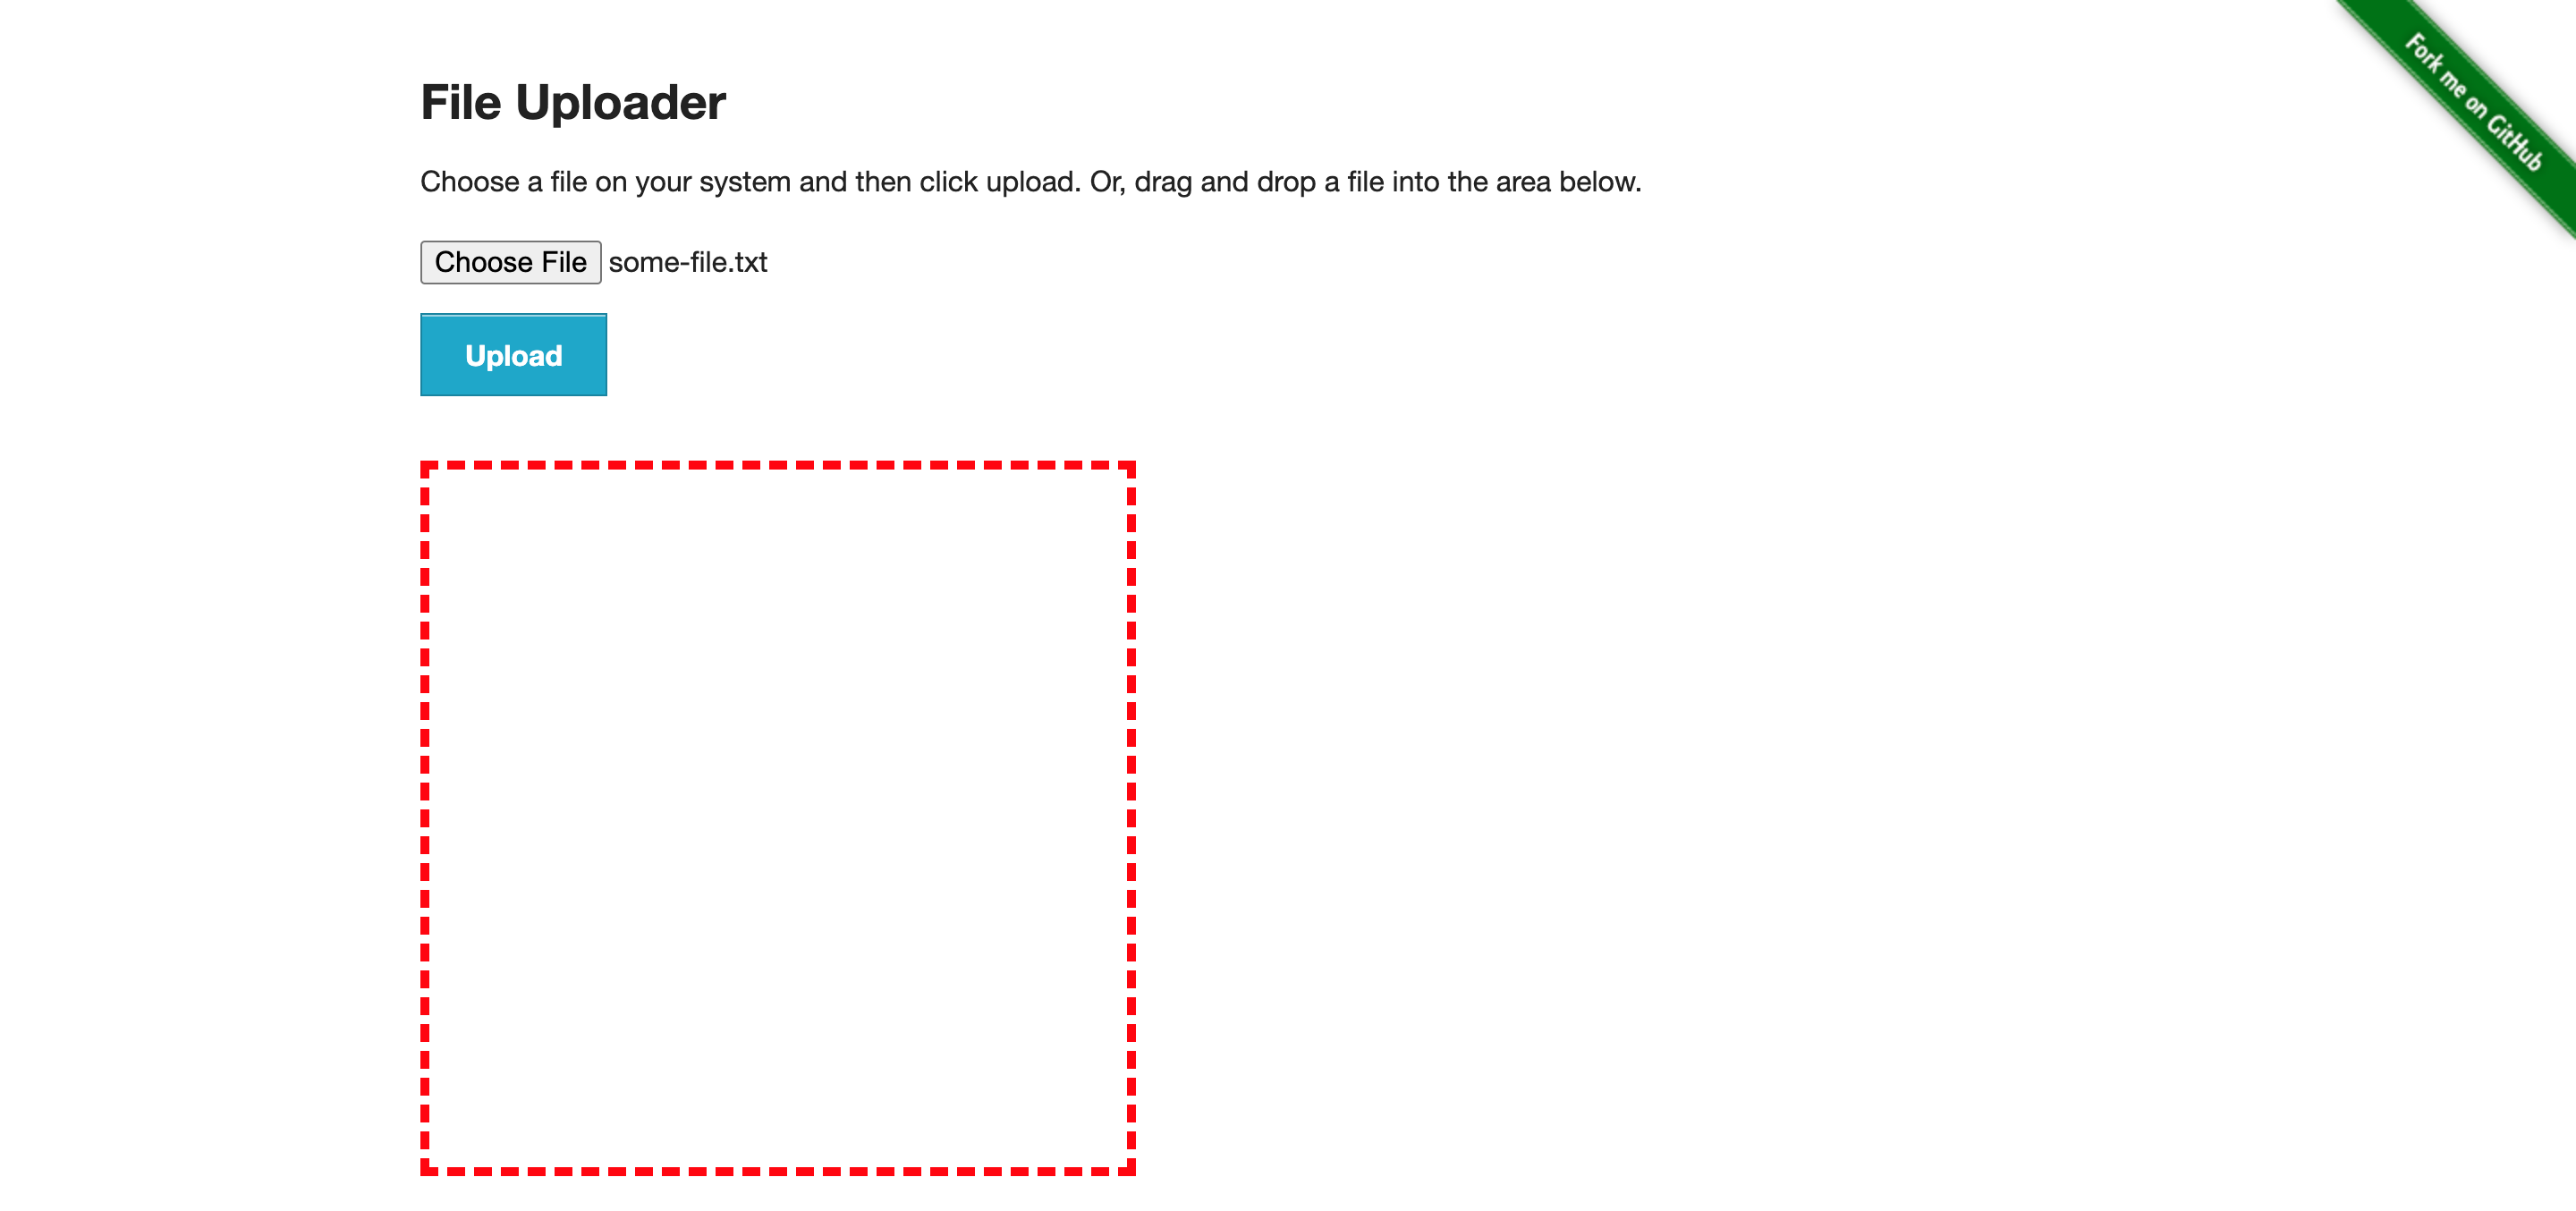 File Uploader
Choose a file on your system and then click upload. Or, drag and drop a file into the area below.
Choose File some-file.txt
Upload
Fork me on GitHub